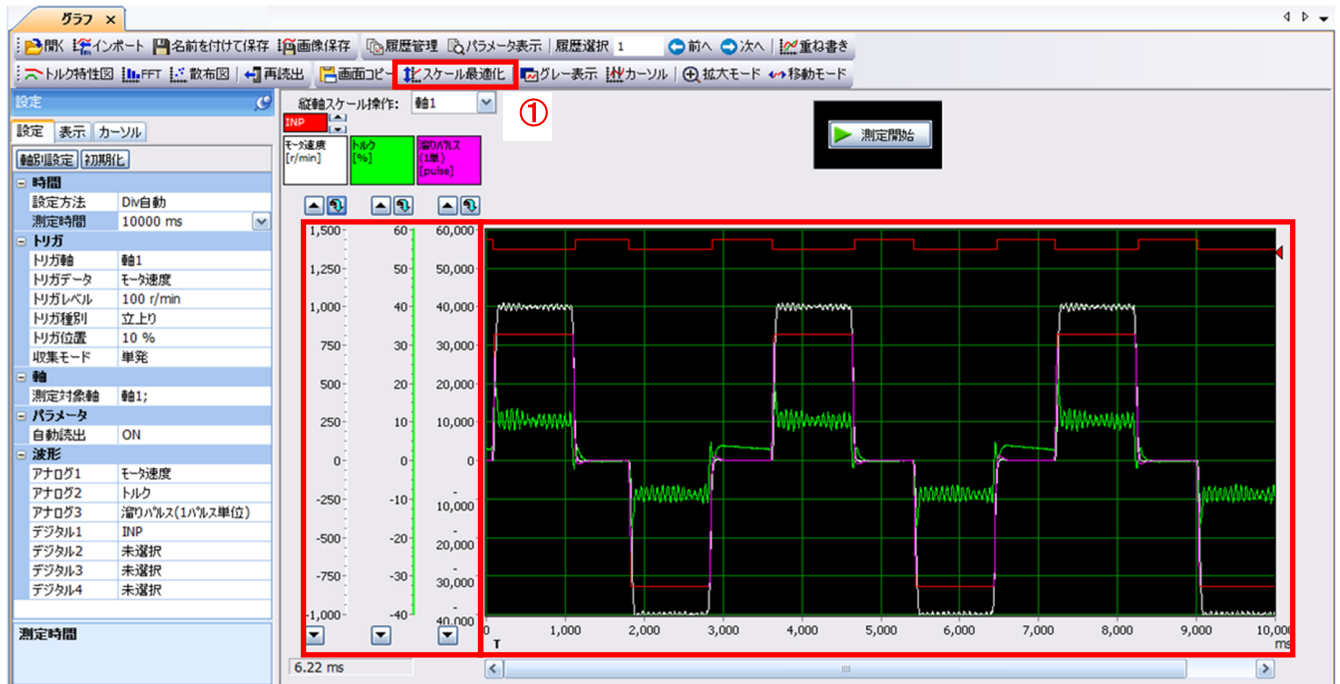 グラフ ×
開く インポート 名前を付けて保存 画像保存 履歴管理 パラメータ表示 履歴選択 1 前へ 次へ 重ね書き
トルク特性図 FFT 散布図 再読出 画面コピー スケール最適化 グレー表示 カーソル 拡大モード 移動モード
設定
設定 表示 カーソル
軸別設定 初期化
時間
設定方法 Div自動
測定時間 10000 ms
トリガ
トリガ軸 軸1
トリガデータ モータ速度
トリガレベル 100 r/min
トリガ種別 立上り
トリガ位置 10 %
収集モード 単発
軸
測定対象軸 軸1;
パラメータ
自動読出 ON
波形
アナログ1 モータ速度
アナログ2 トルク
アナログ3 溜りパルス(1パルス単位)
デジタル1 INP
デジタル2 未選択
デジタル3 未選択
デジタル4 未選択
測定時間
縦軸スケール操作: 軸1
①
測定開始
INP
モータ速度 [r/min]
トルク [%]
溜りパルス (1単) [pulse]
1,500 60 60,000
1,250 50 50,000
1,000 40 40,000
750 30 30,000
500 20 20,000
250 10 10,000
0 0 0
-250 -10 -10,000
-500 -20 -20,000
-750 -30 -30,000
-1,000 -40 -40,000
0 1,000 2,000 3,000 4,000 5,000 6,000 7,000 8,000 9,000 10,000
T ms
6.22 ms